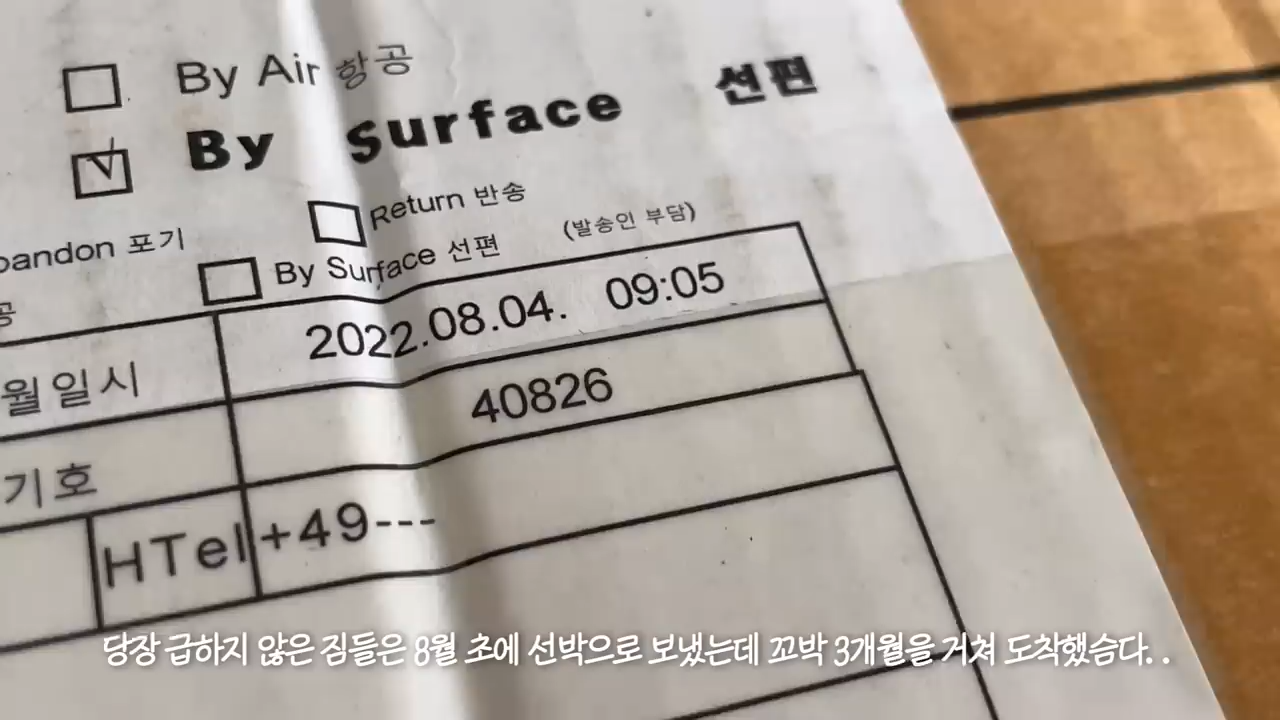 By Air 항공
By Surface 선편
Return 반송
bandon 포기
By Surface 선편 (발송인 부담)
공
월일시 2022.08.04. 09:05
기호 40826
HTel +49---
당장 급하지 않은 짐들은 8월 초에 선박으로 보냈는데 꼬박 3개월을 거쳐 도착했습다. .